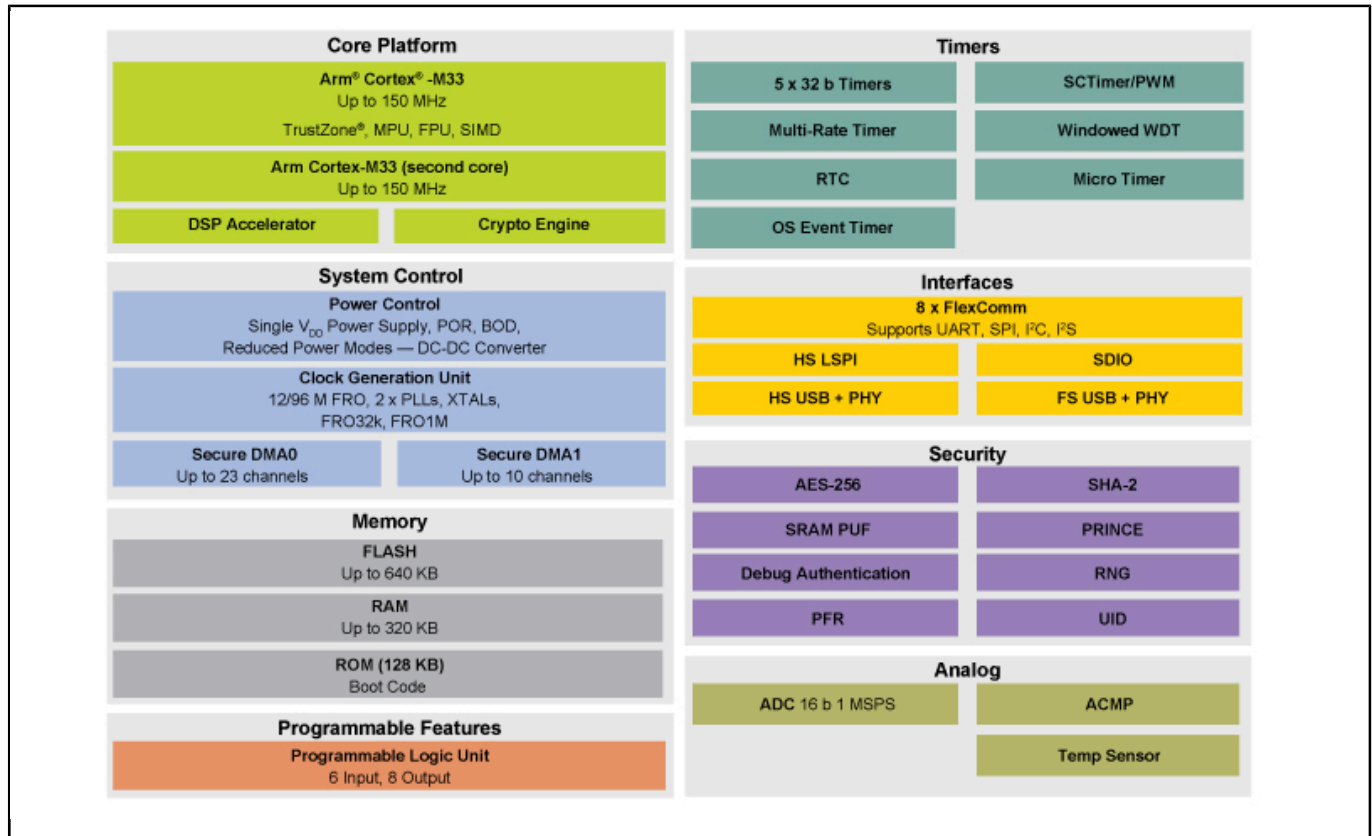 Core Platform
Arm® Cortex® -M33
Up to 150 MHz
TrustZone®, MPU, FPU, SIMD
Arm Cortex-M33 (second core)
Up to 150 MHz
DSP Accelerator
Crypto Engine
System Control
Power Control
Single VDD Power Supply, POR, BOD,
Reduced Power Modes — DC-DC Converter
Clock Generation Unit
12/96 M FRO, 2 x PLLs, XTALs,
FRO32k, FRO1M
Secure DMA0
Up to 23 channels
Secure DMA1
Up to 10 channels
Memory
FLASH
Up to 640 KB
RAM
Up to 320 KB
ROM (128 KB)
Boot Code
Programmable Features
Programmable Logic Unit
6 Input, 8 Output
Timers
5 x 32 b Timers
SCTimer/PWM
Multi-Rate Timer
Windowed WDT
RTC
Micro Timer
OS Event Timer
Interfaces
8 x FlexComm
Supports UART, SPI, I²C, I²S
HS LSPI
SDIO
HS USB + PHY
FS USB + PHY
Security
AES-256
SHA-2
SRAM PUF
PRINCE
Debug Authentication
RNG
PFR
UID
Analog
ADC 16 b 1 MSPS
ACMP
Temp Sensor